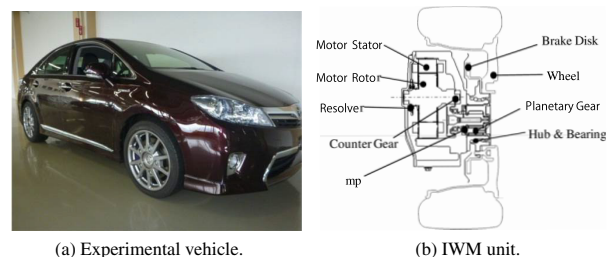 Motor Stator
Brake Disk
Motor Rotor
Wheel
Resolver
Planetary Gear
Counter Gear
Hub & Bearing
mp
(a) Experimental vehicle.
(b) IWM unit.